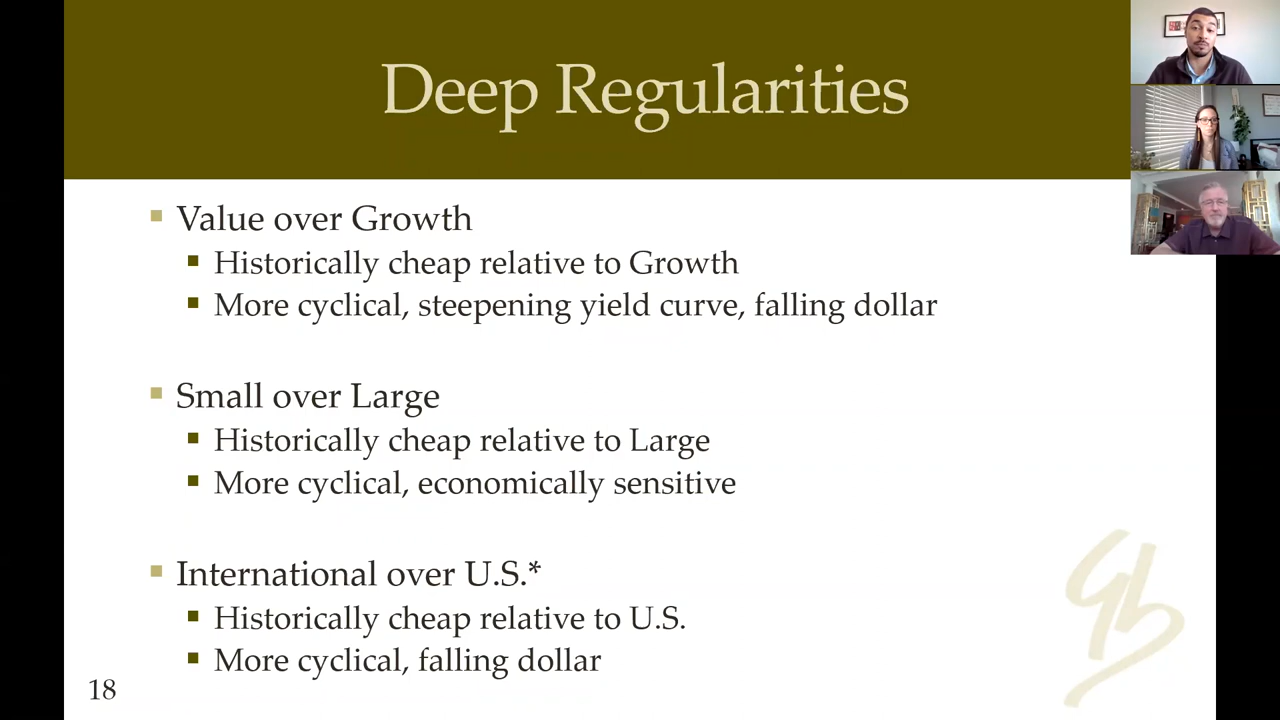 Deep Regularities
Value over Growth
Historically cheap relative to Growth
More cyclical, steepening yield curve, falling dollar
Small over Large
Historically cheap relative to Large
More cyclical, economically sensitive
International over U.S.*
Historically cheap relative to U.S.
More cyclical, falling dollar
18